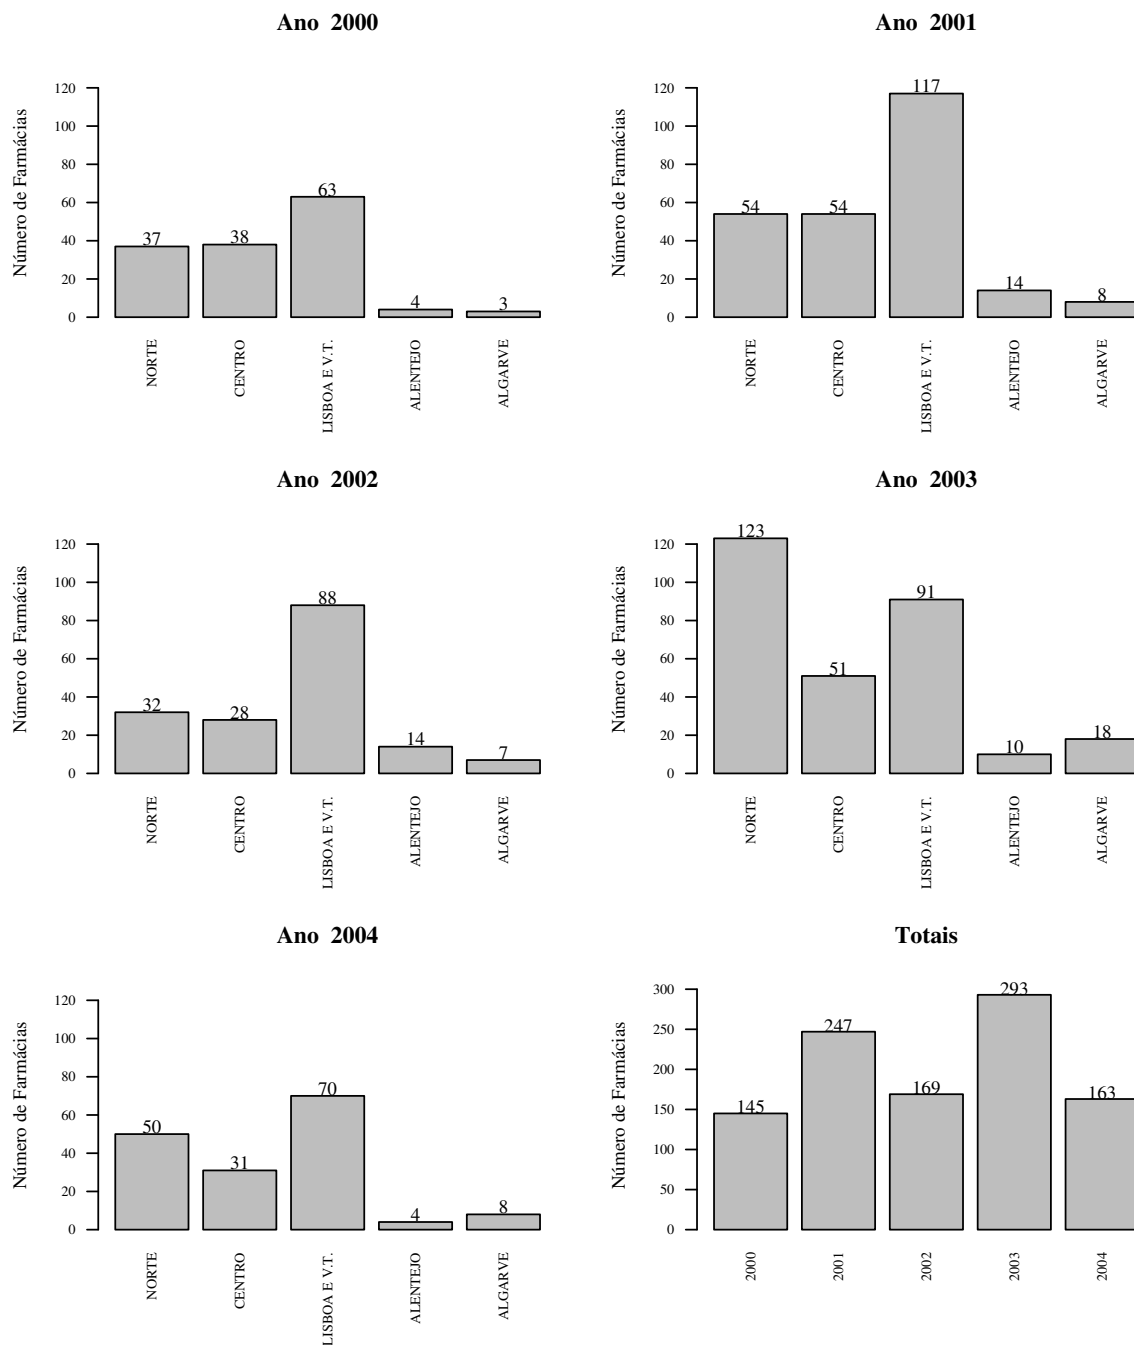 Ano 2000
Número de Farmácias
120
100
80
60
40
20
0
37
38
63
4
3
NORTE
CENTRO
LISBOA E V.T.
ALENTEJO
ALGARVE
Ano 2001
Número de Farmácias
120
100
80
60
40
20
0
54
54
117
14
8
NORTE
CENTRO
LISBOA E V.T.
ALENTEJO
ALGARVE
Ano 2002
Número de Farmácias
120
100
80
60
40
20
0
32
28
88
14
7
NORTE
CENTRO
LISBOA E V.T.
ALENTEJO
ALGARVE
Ano 2003
Número de Farmácias
120
100
80
60
40
20
0
123
51
91
10
18
NORTE
CENTRO
LISBOA E V.T.
ALENTEJO
ALGARVE
Ano 2004
Número de Farmácias
120
100
80
60
40
20
0
50
31
70
4
8
NORTE
CENTRO
LISBOA E V.T.
ALENTEJO
ALGARVE
Totais
Número de Farmácias
300
250
200
150
100
50
0
145
247
169
293
163
2000
2001
2002
2003
2004